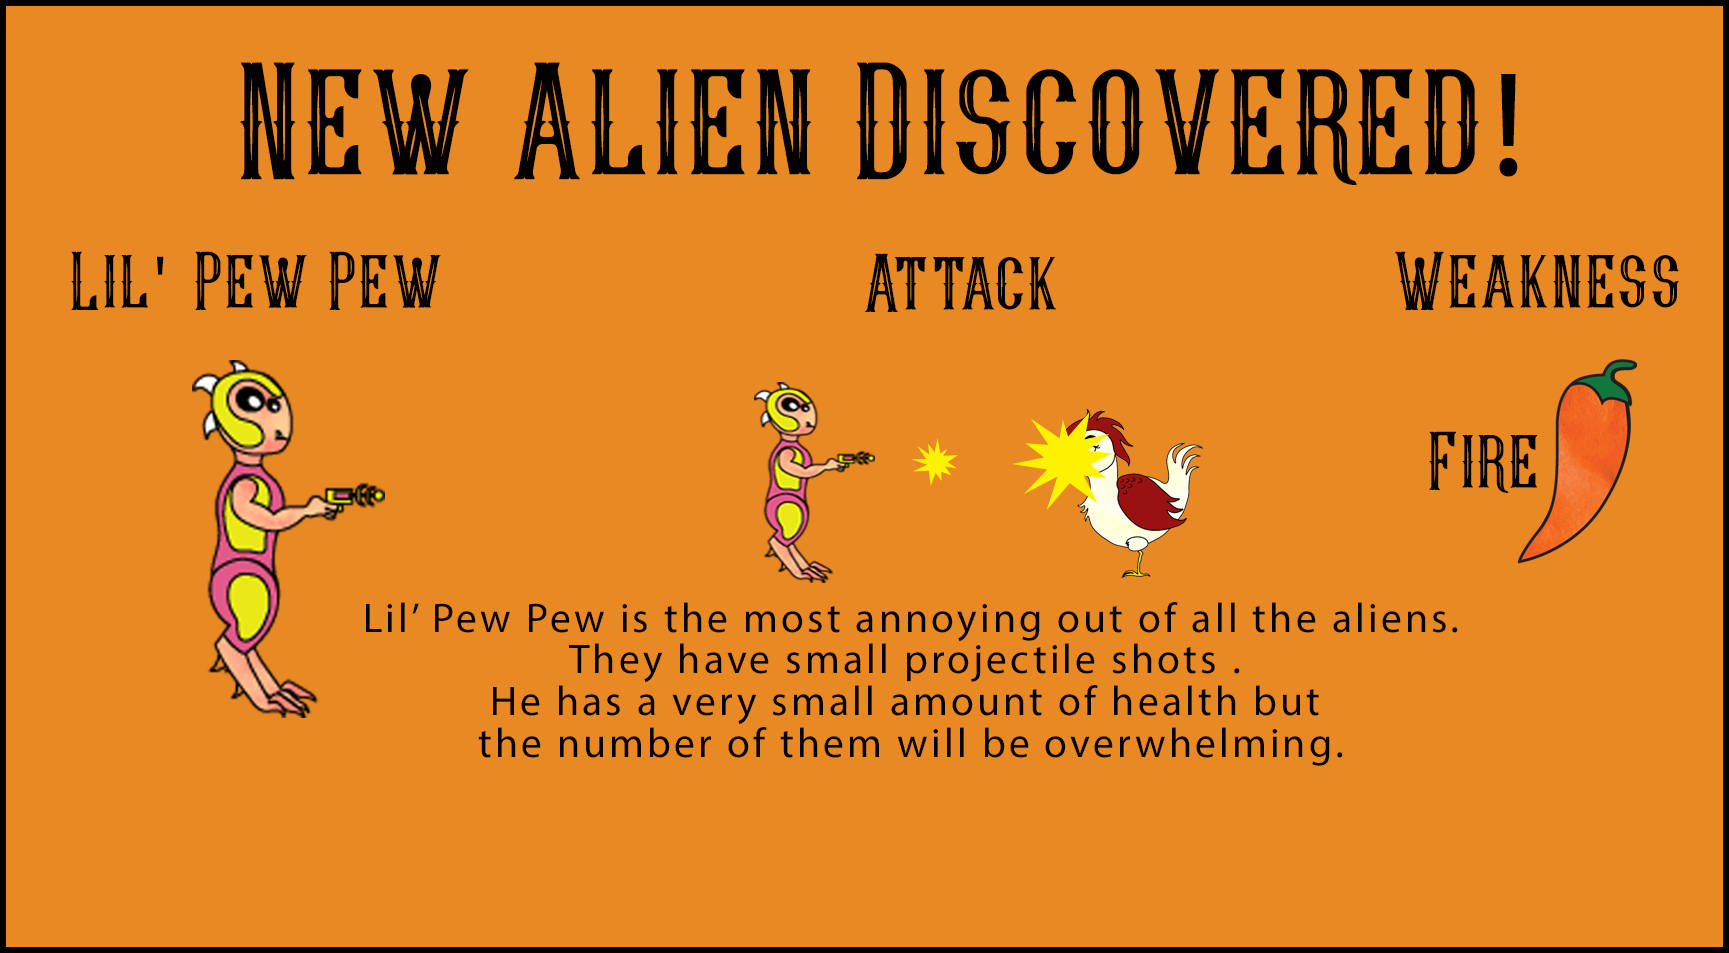 New Alien Discovered!
Lil' Pew Pew
Attack
Weakness
Fire
Lil’ Pew Pew is the most annoying out of all the aliens.
They have small projectile shots .
He has a very small amount of health but
the number of them will be overwhelming.